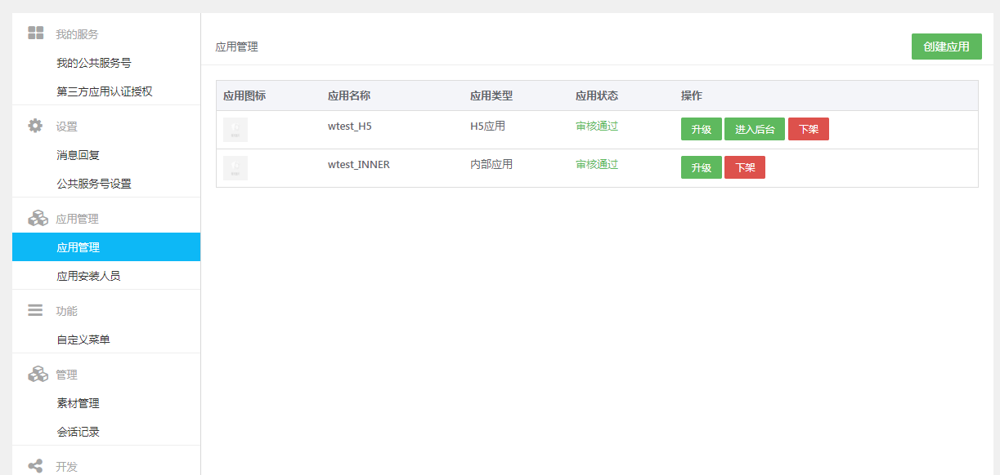 我的服务
我的公共服务号
第三方应用认证授权
设置
消息回复
公共服务号设置
应用管理
应用管理
应用安装人员
功能
自定义菜单
管理
素材管理
会话记录
开发
应用管理
创建应用
应用图标 应用名称 应用类型 应用状态 操作
wtest_H5 H5应用 审核通过 升级 进入后台 下架
wtest_INNER 内部应用 审核通过 升级 下架